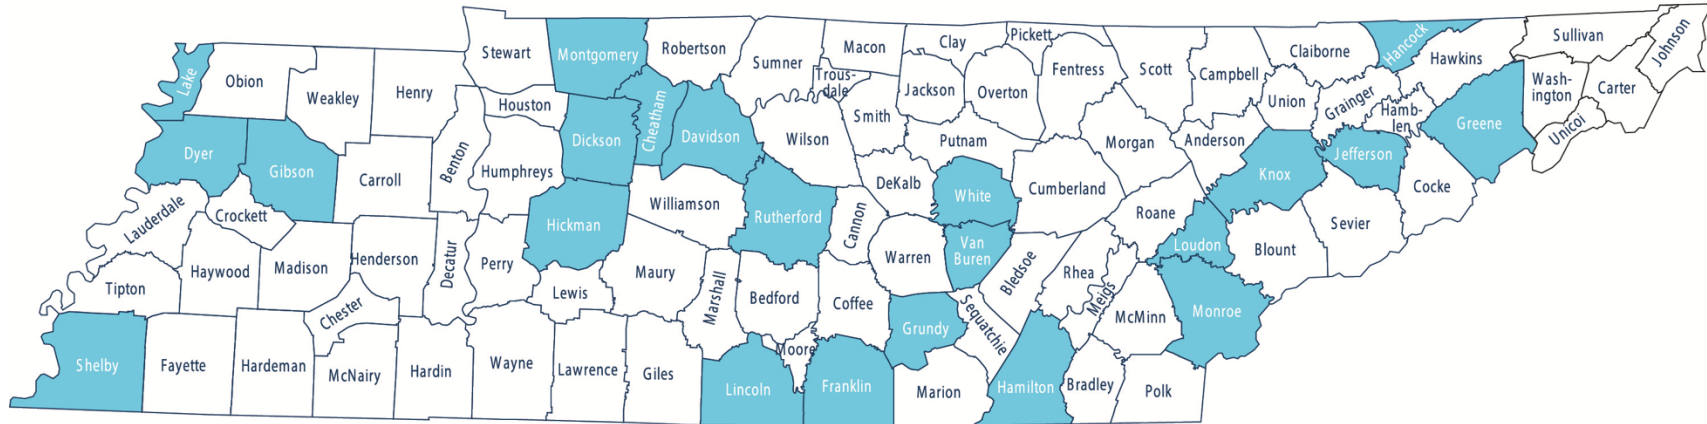 Lake
Obion
Weakley
Henry
Stewart
Montgomery
Robertson
Sumner
Macon
Trous-
dale
Clay
Pickett
Fentress
Scott
Campbell
Claiborne
Hancock
Hawkins
Sullivan
Johnson
Carter
Wash-
ington
Unicoi
Greene
Hamb-
len
Grainger
Union
Anderson
Morgan
Overton
Jackson
Smith
Putnam
Wilson
Davidson
Cheatham
Dickson
Houston
Humphreys
Benton
Carroll
Gibson
Dyer
Lauderdale
Crockett
Haywood
Madison
Henderson
Decatur
Perry
Hickman
Williamson
Rutherford
Cannon
DeKalb
White
Cumberland
Roane
Knox
Jefferson
Cocke
Sevier
Blount
Loudon
Monroe
McMinn
Meigs
Rhea
Bledsoe
Van
Buren
Warren
Coffee
Bedford
Marshall
Maury
Lewis
Chester
Tipton
Shelby
Fayette
Hardeman
McNairy
Hardin
Wayne
Lawrence
Giles
Lincoln
Moore
Franklin
Grundy
Sequatchie
Marion
Hamilton
Bradley
Polk